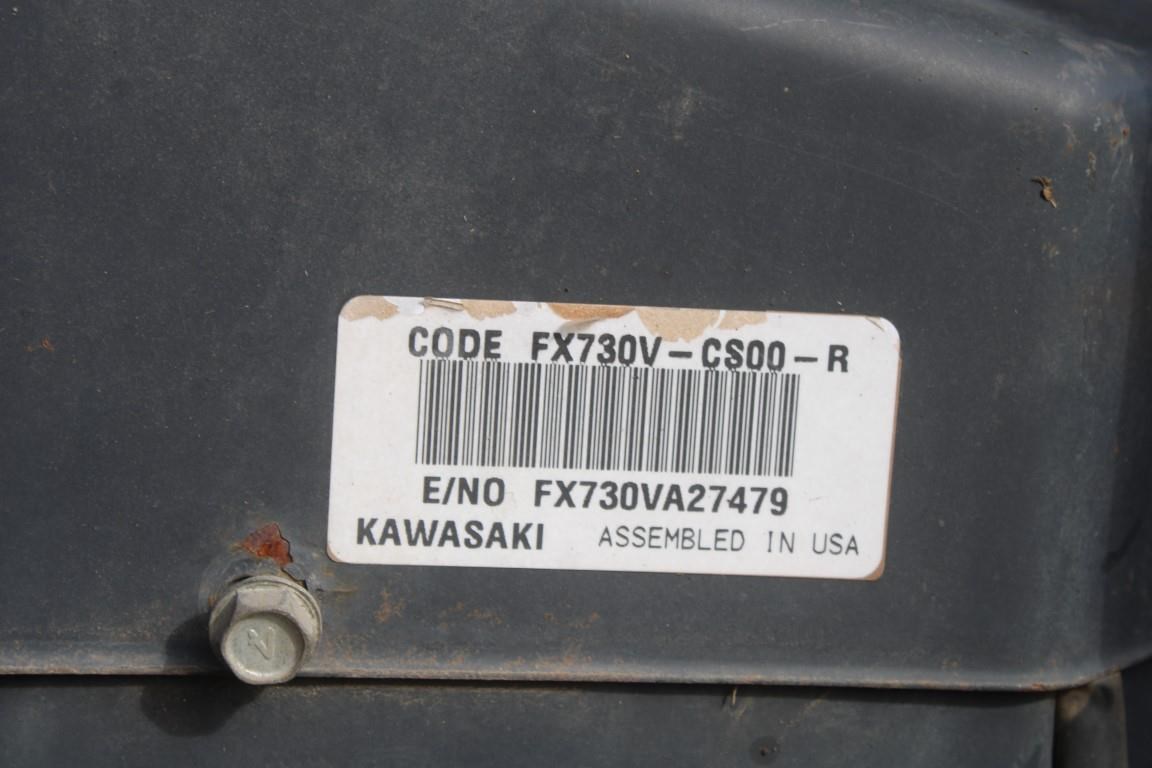 CODE FX730V-CS00-R
E/NO FX730VA27479
KAWASAKI ASSEMBLED IN USA